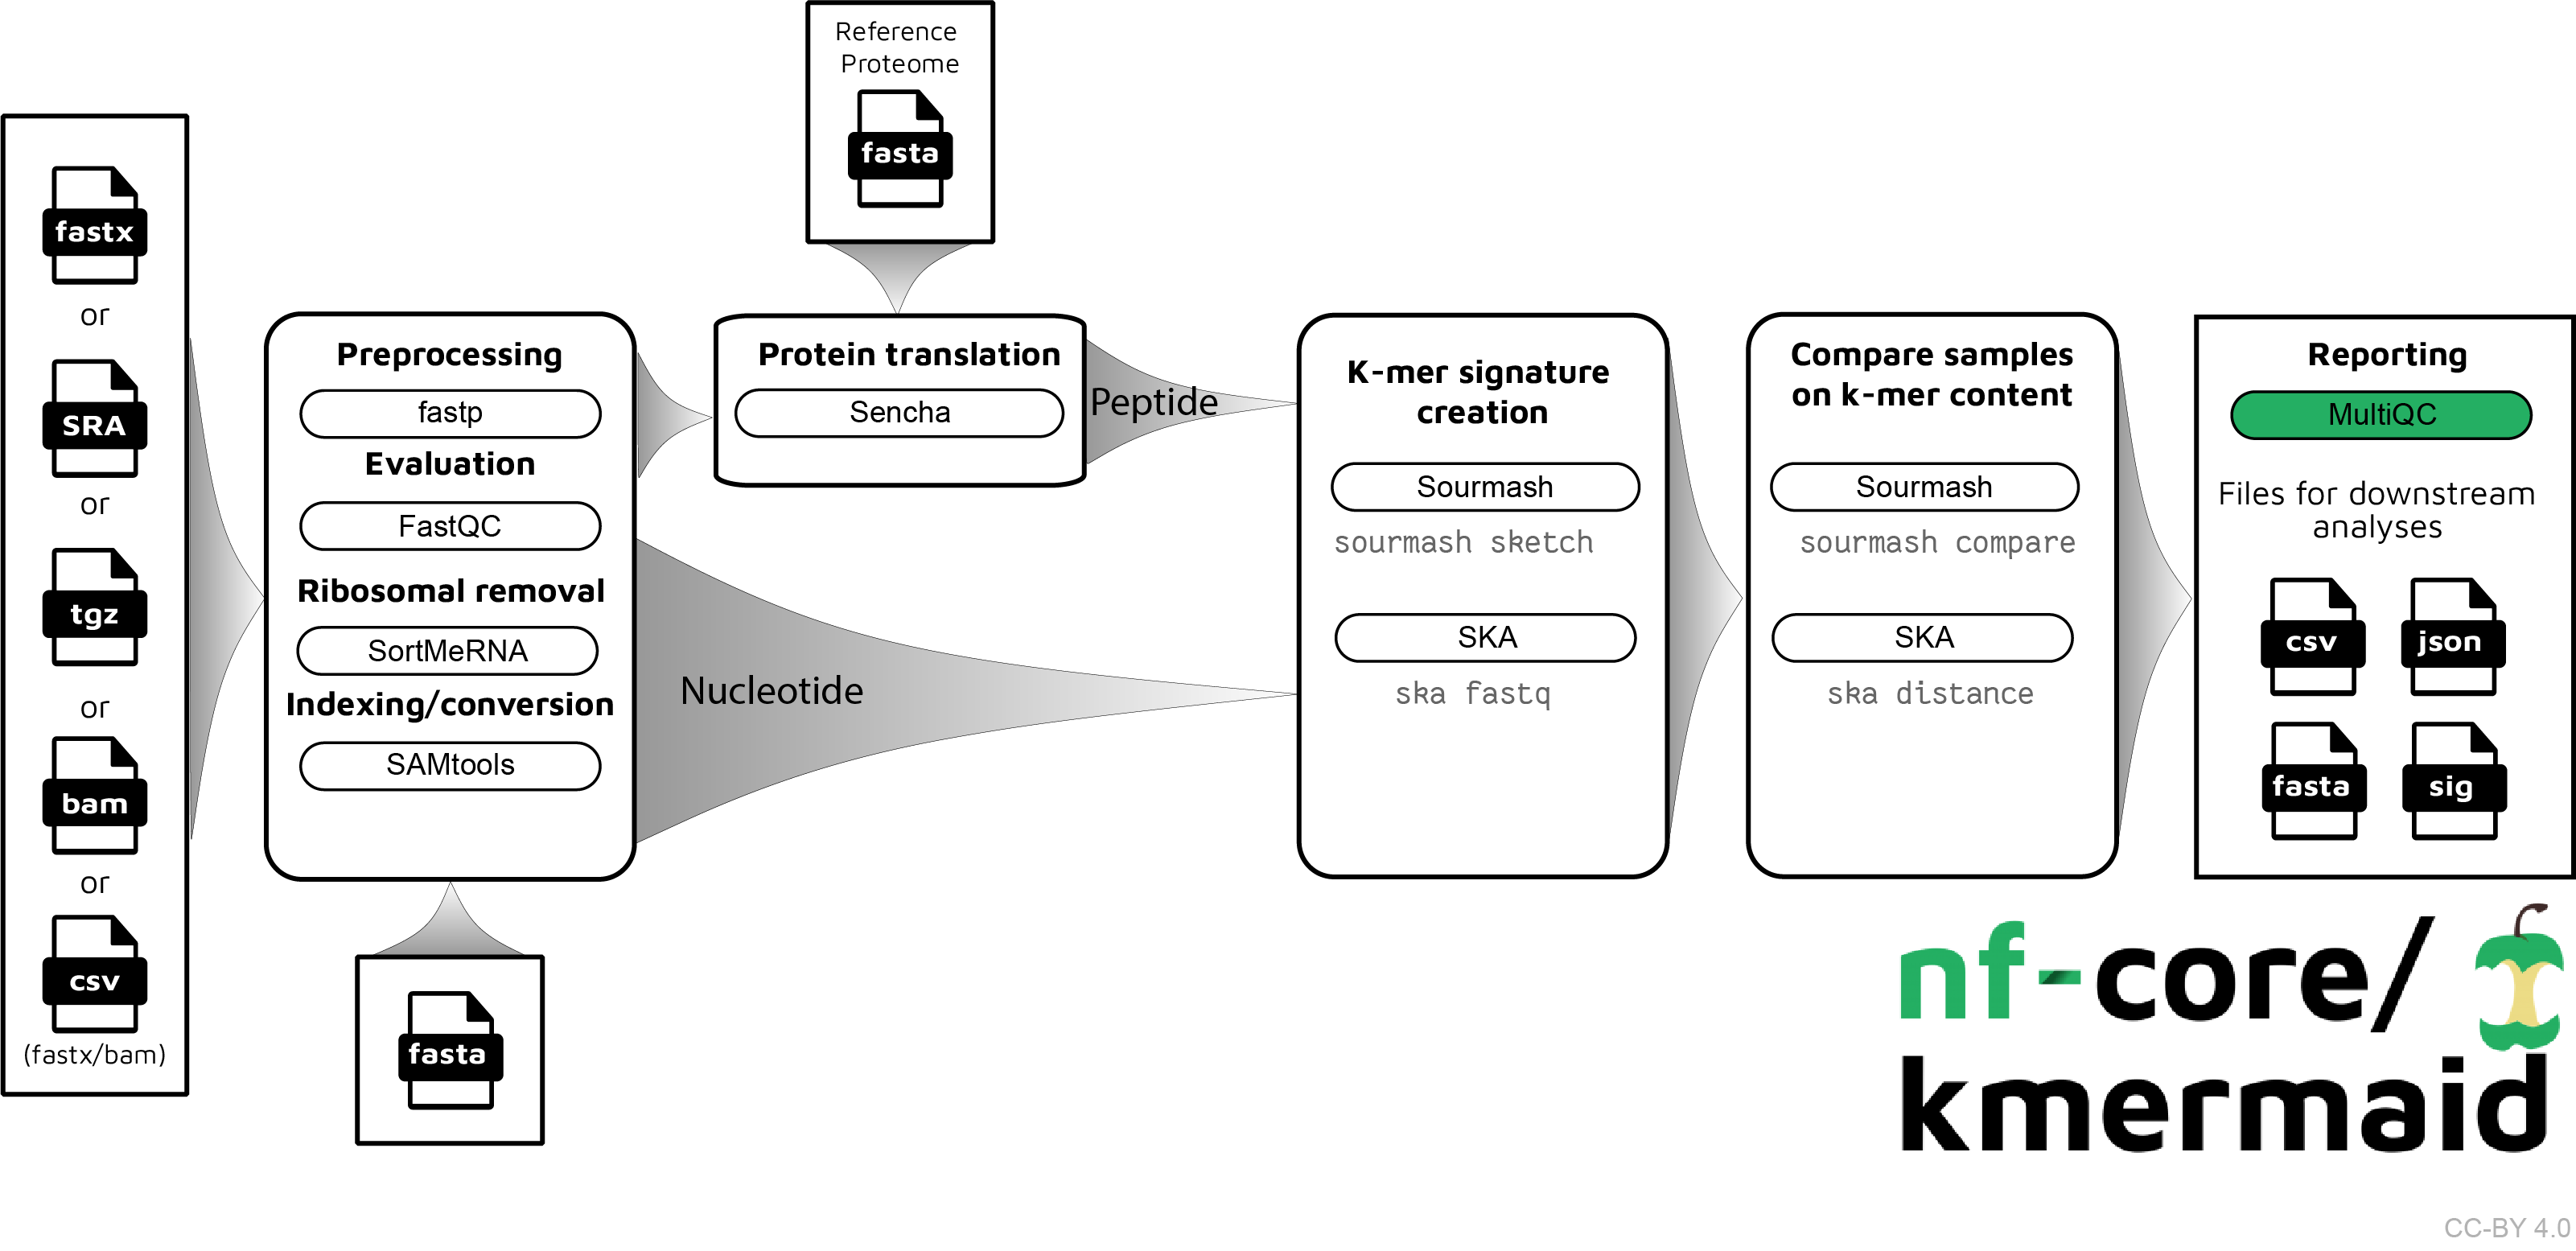 fastx
or
SRA
or
tgz
or
bam
or
csv
(fastx/bam)
Preprocessing
fastp
Evaluation
FastQC
Ribosomal removal
SortMeRNA
Indexing/conversion
SAMtools
fasta
Reference
Proteome
fasta
Protein translation
Sencha
Peptide
Nucleotide
K-mer signature
creation
Sourmash
sourmash sketch
SKA
ska fastq
Compare samples
on k-mer content
Sourmash
sourmash compare
SKA
ska distance
Reporting
MultiQC
Files for downstream
analyses
csv json
fasta sig
nf-core/
kmermaid
CC-BY 4.0